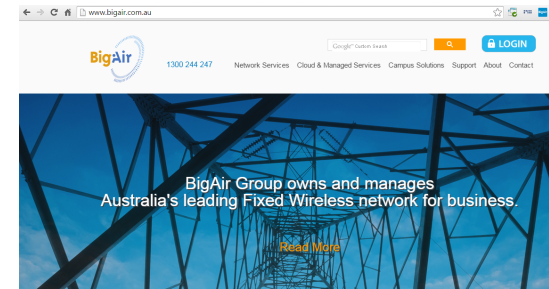 www.bigair.com.au
BigAir
1300 244 247
Google™ Custom Search
LOGIN
Network Services Cloud & Managed Services Campus Solutions Support About Contact
BigAir Group owns and manages
Australia's leading Fixed Wireless network for business.
Read More